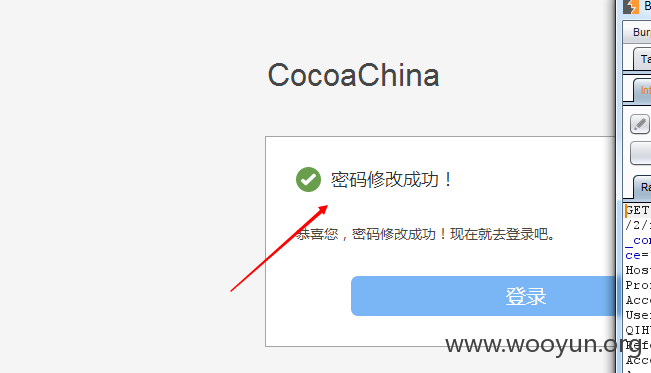 CocoaChina
密码修改成功！
恭喜您，密码修改成功！现在就去登录吧。
登录
B
Burp
Ta
Int
Ra
GET
/2/
_con
ce=
Host
Prox
Acce
User
QIHU
Refe
Acce
www.wooyun.org